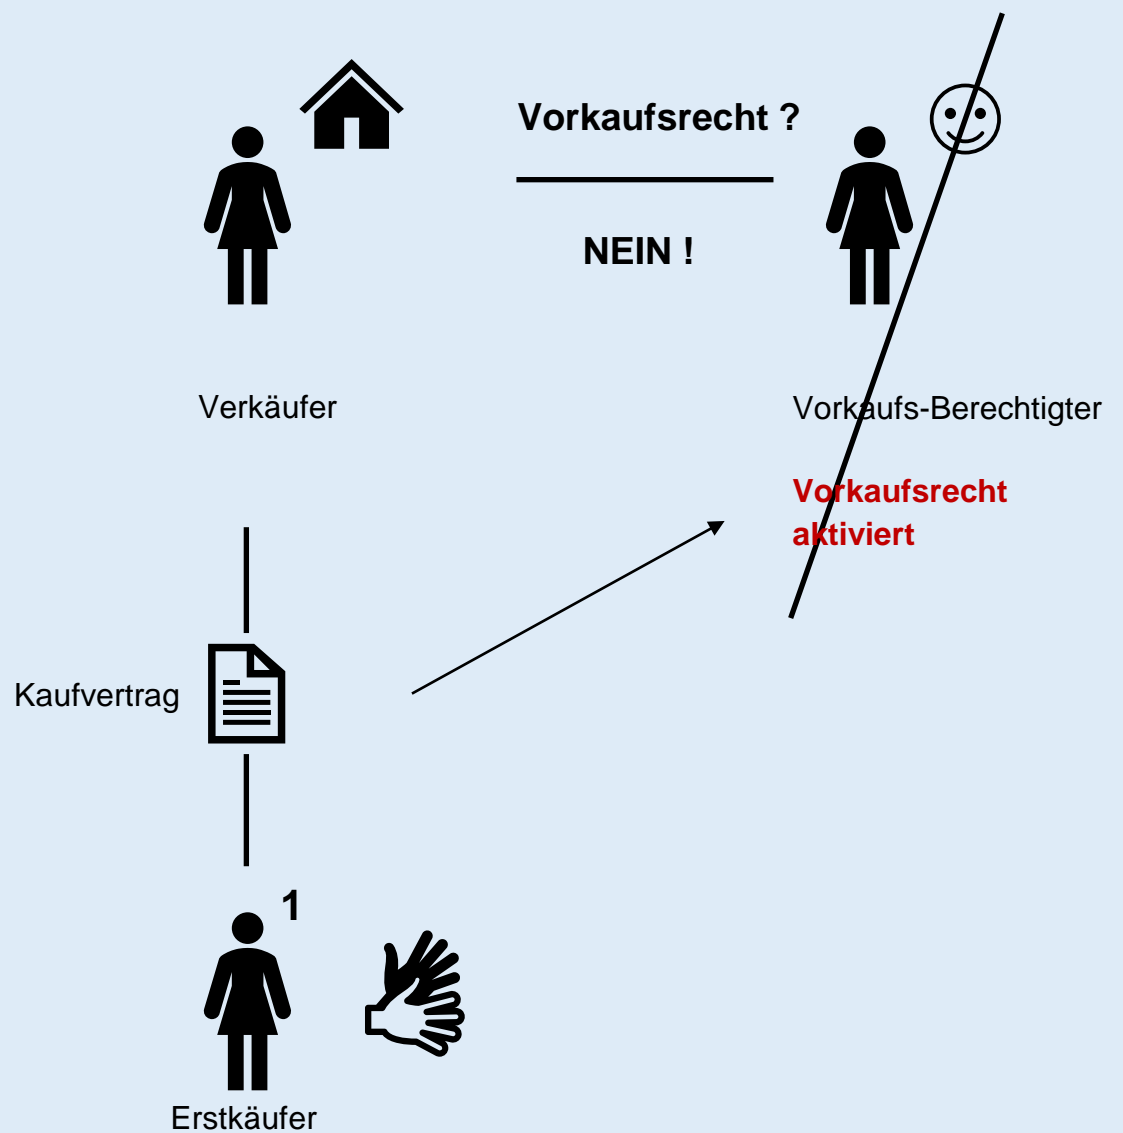 Vorkaufsrecht ?
NEIN !
Verkäufer
Vorkaufs-Berechtigter
Vorkaufsrecht
aktiviert
Kaufvertrag
1
Erstkäufer